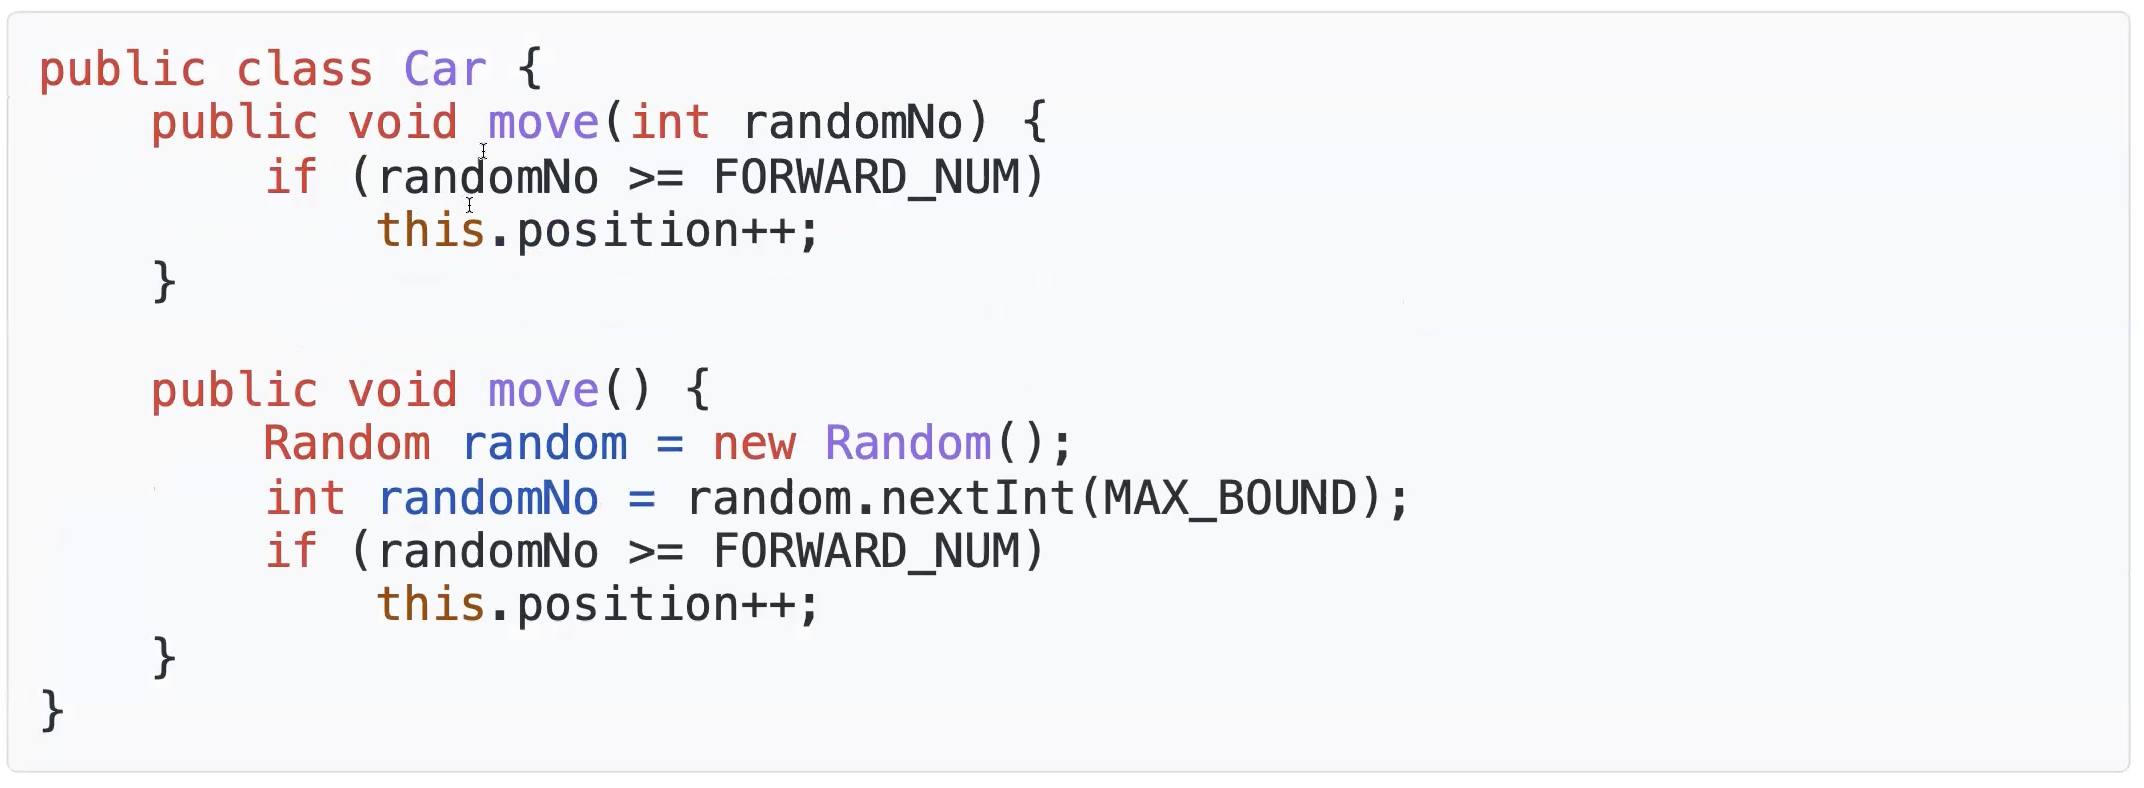 public class Car {
    public void move(int randomNo) {
        if (randomNo >= FORWARD_NUM)
            this.position++;
    }

    public void move() {
        Random random = new Random();
        int randomNo = random.nextInt(MAX_BOUND);
        if (randomNo >= FORWARD_NUM)
            this.position++;
    }
}